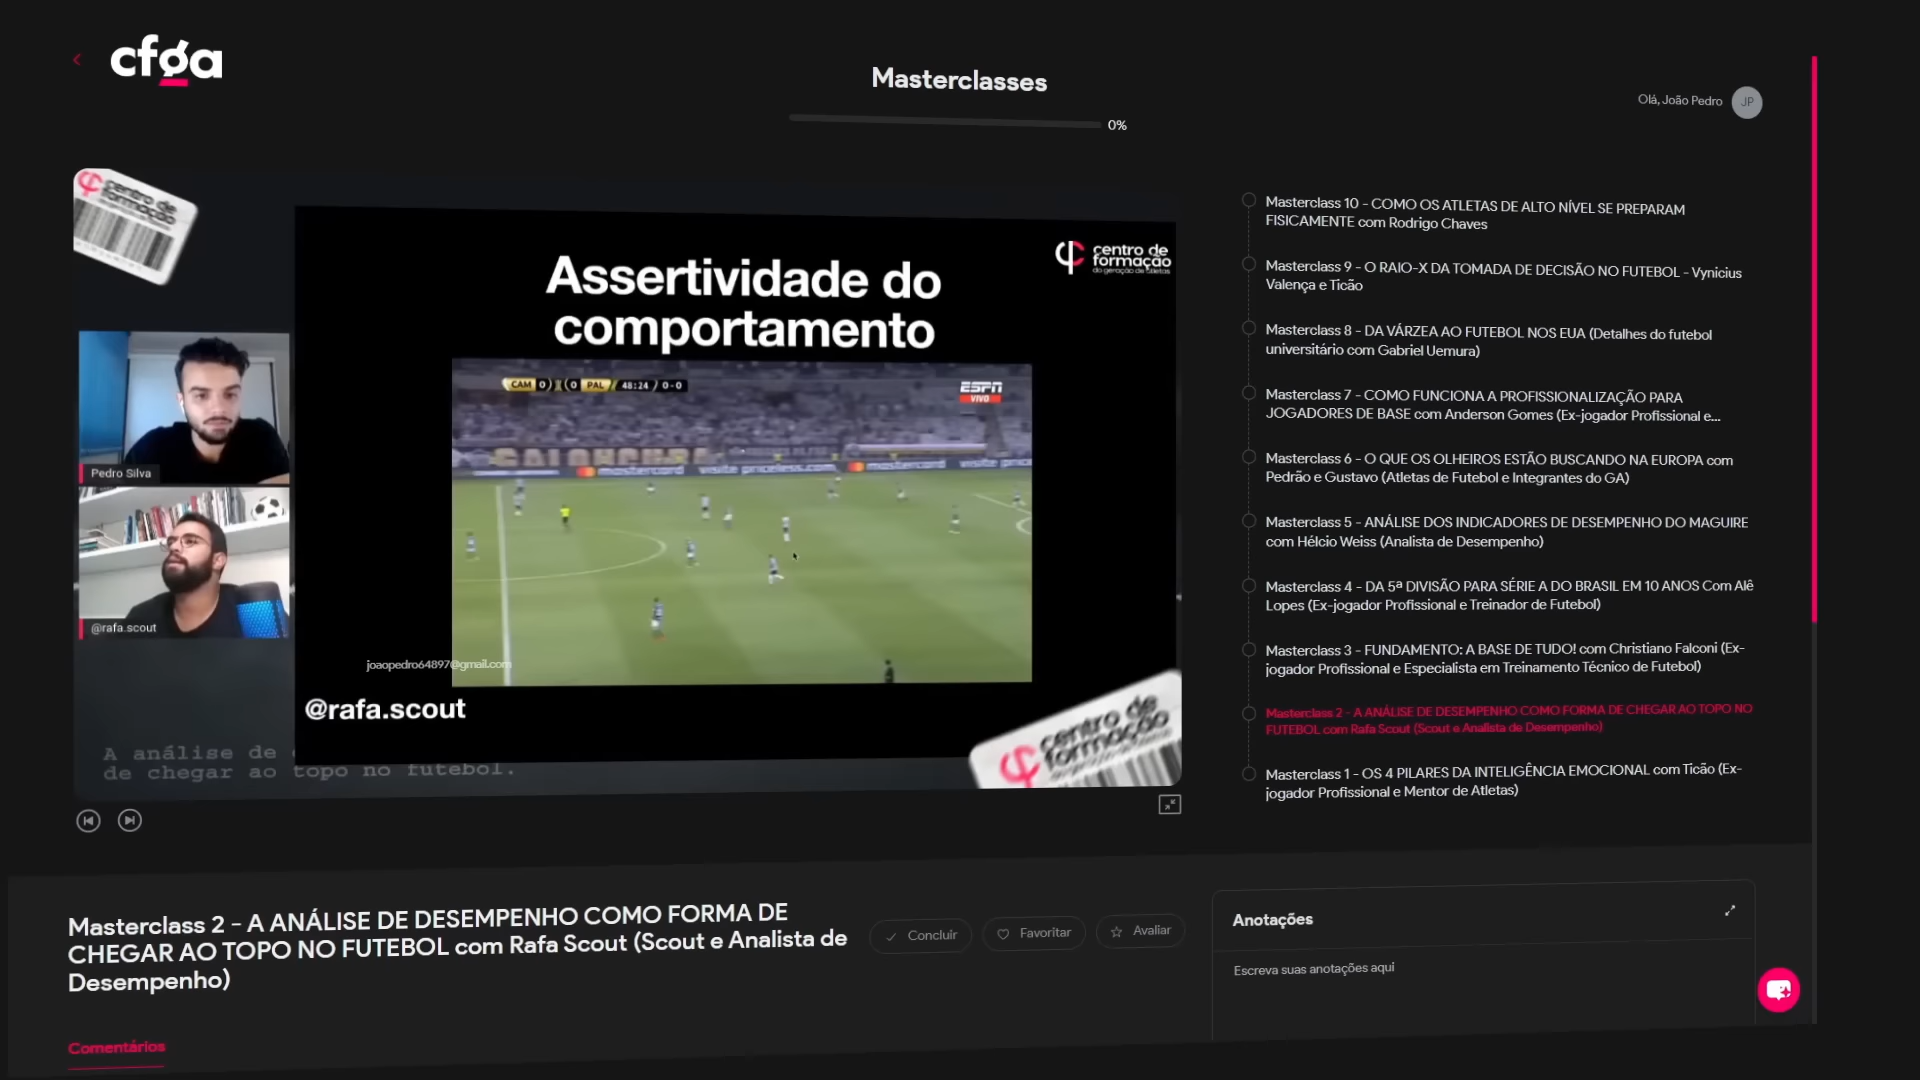 cfga
Masterclasses
0%
Olá, João Pedro
JP
centro de
formação
centro de
formação
do geração de atletas
Assertividade do
comportamento
CAM 0 0 PAL 48:24 0-0
ESPN
VIVO
mastercard
mastercard
Pedro Silva
@rafa.scout
joaopedro64897@gmail.com
@rafa.scout
A análise de
de chegar ao topo no futebol.
centro de
formação
Masterclass 10 - COMO OS ATLETAS DE ALTO NÍVEL SE PREPARAM
FISICAMENTE com Rodrigo Chaves
Masterclass 9 - O RAIO-X DA TOMADA DE DECISÃO NO FUTEBOL - Vynicius
Valença e Ticão
Masterclass 8 - DA VÁRZEA AO FUTEBOL NOS EUA (Detalhes do futebol
universitário com Gabriel Uemura)
Masterclass 7 - COMO FUNCIONA A PROFISSIONALIZAÇÃO PARA
JOGADORES DE BASE com Anderson Gomes (Ex-jogador Profissional e...
Masterclass 6 - O QUE OS OLHEIROS ESTÃO BUSCANDO NA EUROPA com
Pedrão e Gustavo (Atletas de Futebol e Integrantes do GA)
Masterclass 5 - ANÁLISE DOS INDICADORES DE DESEMPENHO DO MAGUIRE
com Hélcio Weiss (Analista de Desempenho)
Masterclass 4 - DA 5ª DIVISÃO PARA SÉRIE A DO BRASIL EM 10 ANOS Com Alê
Lopes (Ex-jogador Profissional e Treinador de Futebol)
Masterclass 3 - FUNDAMENTO: A BASE DE TUDO! com Christiano Falconi (Ex-
jogador Profissional e Especialista em Treinamento Técnico de Futebol)
Masterclass 2 - A ANÁLISE DE DESEMPENHO COMO FORMA DE CHEGAR AO TOPO NO
FUTEBOL com Rafa Scout (Scout e Analista de Desempenho)
Masterclass 1 - OS 4 PILARES DA INTELIGÊNCIA EMOCIONAL com Ticão (Ex-
jogador Profissional e Mentor de Atletas)
Masterclass 2 - A ANÁLISE DE DESEMPENHO COMO FORMA DE
CHEGAR AO TOPO NO FUTEBOL com Rafa Scout (Scout e Analista de
Desempenho)
Concluir
Favoritar
Avaliar
Anotações
Escreva suas anotações aqui
Comentários